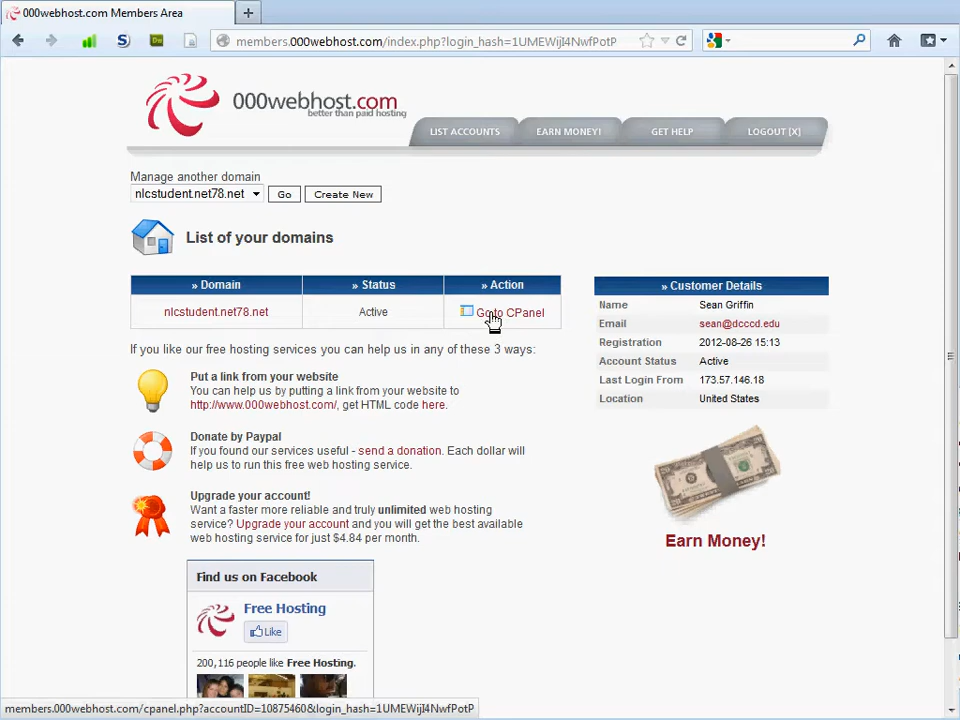 000webhost.com Members Area
members.000webhost.com/index.php?login_hash=1UMEWijI4NwfPotP
000webhost.com
better than paid hosting
LIST ACCOUNTS
EARN MONEY!
GET HELP
LOGOUT [X]
Manage another domain
nlcstudent.net78.net
Go
Create New
List of your domains
» Domain
» Status
» Action
nlcstudent.net78.net
Active
Go to CPanel
» Customer Details
Name Sean Griffin
Email sean@dcccd.edu
Registration 2012-08-26 15:13
Account Status Active
Last Login From 173.57.146.18
Location United States
If you like our free hosting services you can help us in any of these 3 ways:
Put a link from your website
You can help us by putting a link from your website to
http://www.000webhost.com/, get HTML code here.
Donate by Paypal
If you found our services useful - send a donation. Each dollar will
help us to run this free web hosting service.
Upgrade your account!
Want a faster more reliable and truly unlimited web hosting
service? Upgrade your account and you will get the best available
web hosting service for just $4.84 per month.
Earn Money!
Find us on Facebook
Free Hosting
Like
200,116 people like Free Hosting.
members.000webhost.com/cpanel.php?accountID=10875460&login_hash=1UMEWijI4NwfPotP